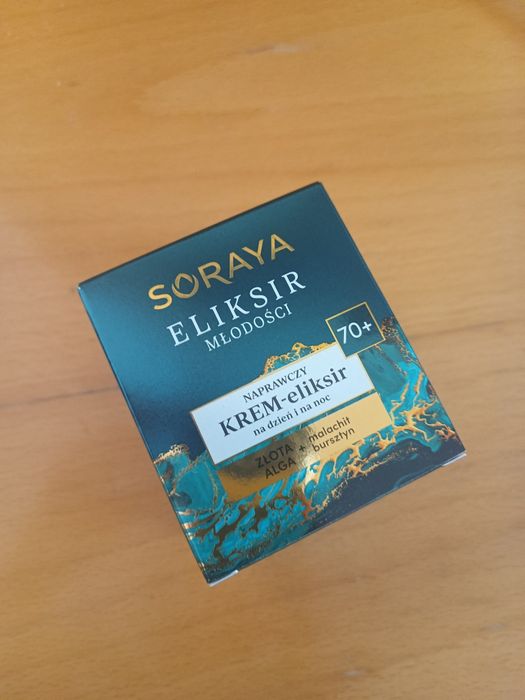 SORAYA
ELIKSIR
MŁODOŚCI
70+
NAPRAWCZY
KREM-eliksir
na dzień i na noc
ZŁOTA ALGA + malachit bursztyn